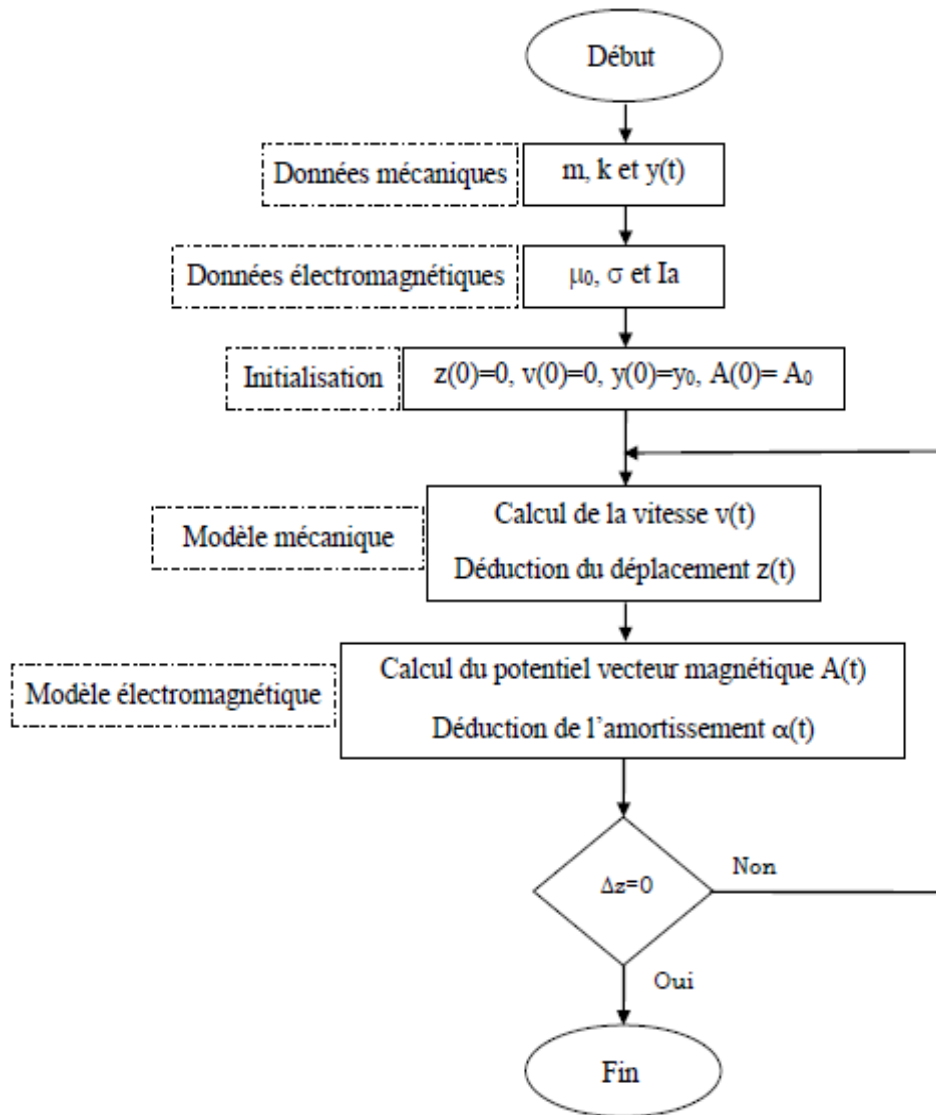 Début
Données mécaniques
m, k et y(t)
Données électromagnétiques
μ₀, σ et Ia
Initialisation
z(0)=0, v(0)=0, y(0)=y₀, A(0)= A₀
Modèle mécanique
Calcul de la vitesse v(t)
Déduction du déplacement z(t)
Modèle électromagnétique
Calcul du potentiel vecteur magnétique A(t)
Déduction de l’amortissement α(t)
Δz=0
Non
Oui
Fin